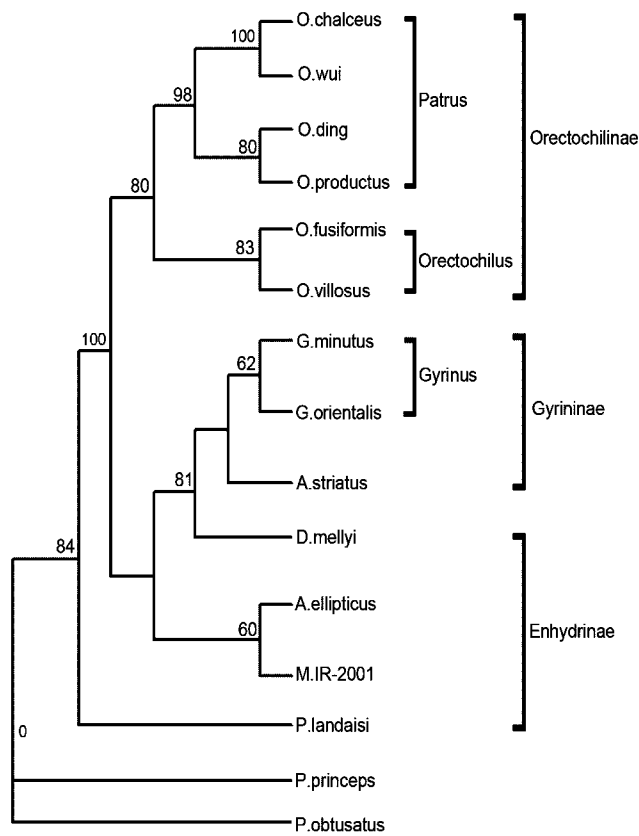 O.chalceus
100
O.wui
Patrus
98
O.ding
Orectochilinae
80
O.productus
80
O.fusiformis
83
Orectochilus
O.villosus
100
G.minutus
62
Gyrinus
G.orientalis
Gyrininae
81
A.striatus
D.mellyi
84
A.ellipticus
60
Enhydrinae
M.IR-2001
P.landaisi
0
P.princeps
P.obtusatus